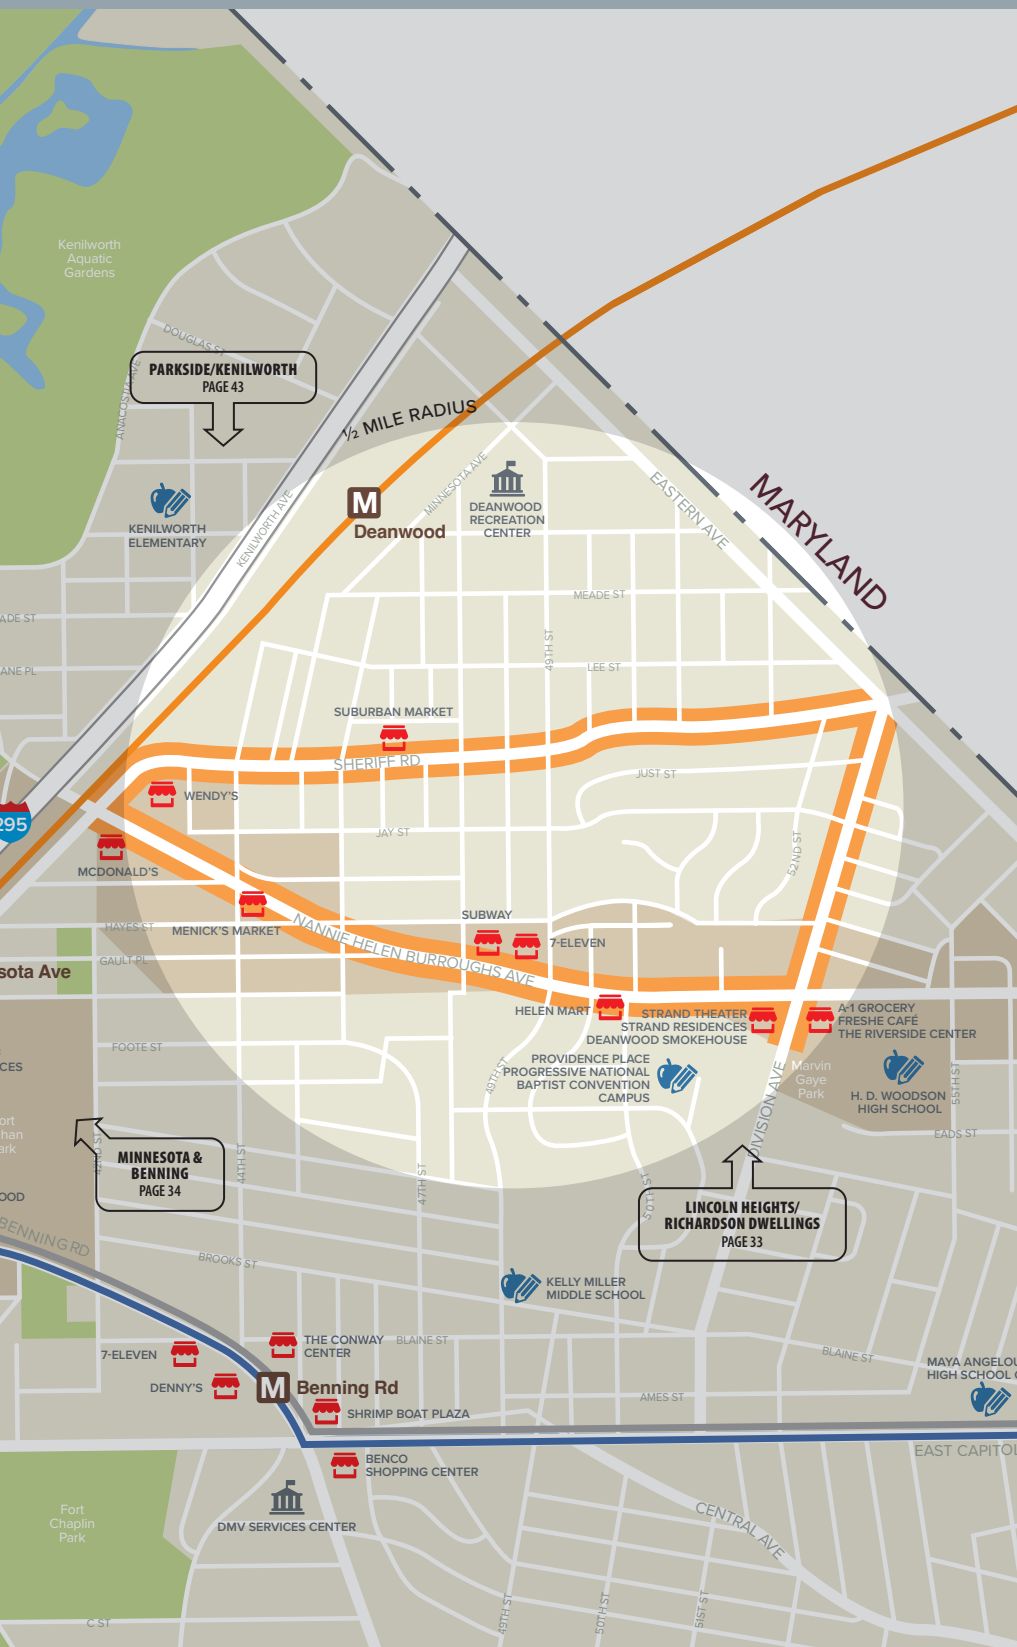 Kenilworth
Aquatic
Gardens
DOUGLAS ST
PARKSIDE/KENILWORTH
PAGE 43
ANACOSTIA AVE
½ MILE RADIUS
KENILWORTH
ELEMENTARY
KENILWORTH AVE
M
Deanwood
MINNESOTA AVE
DEANWOOD
RECREATION
CENTER
EASTERN AVE
MARYLAND
MEADE ST
ADE ST
49TH ST
LEE ST
ANE PL
SUBURBAN MARKET
SHERIFF RD
JUST ST
WENDY'S
295
JAY ST
52ND ST
MCDONALD'S
HAYES ST
MENICK'S MARKET
NANNIE HELEN BURROUGHS AVE
SUBWAY
7-ELEVEN
GAULT PL
sota Ave
HELEN MART
STRAND THEATER
STRAND RESIDENCES
DEANWOOD SMOKEHOUSE
A-1 GROCERY
FRESHE CAFÉ
THE RIVERSIDE CENTER
FOOTE ST
CES
49TH ST
PROVIDENCE PLACE
PROGRESSIVE NATIONAL
BAPTIST CONVENTION
CAMPUS
Marvin
Gaye
Park
H. D. WOODSON
HIGH SCHOOL
55TH ST
DIVISION AVE
EADS ST
ort
han
ark
42ND ST
MINNESOTA &
BENNING
PAGE 34
44TH ST
47TH ST
50TH ST
LINCOLN HEIGHTS/
RICHARDSON DWELLINGS
PAGE 33
OOD
BENNING RD
BROOKS ST
KELLY MILLER
MIDDLE SCHOOL
7-ELEVEN
THE CONWAY
CENTER
BLAINE ST
BLAINE ST
DENNY'S
M
Benning Rd
SHRIMP BOAT PLAZA
AMES ST
MAYA ANGELOU
HIGH SCHOOL
EAST CAPITOL
BENCO
SHOPPING CENTER
Fort
Chaplin
Park
DMV SERVICES CENTER
CENTRAL AVE
C ST
49TH ST
50TH ST
51ST ST